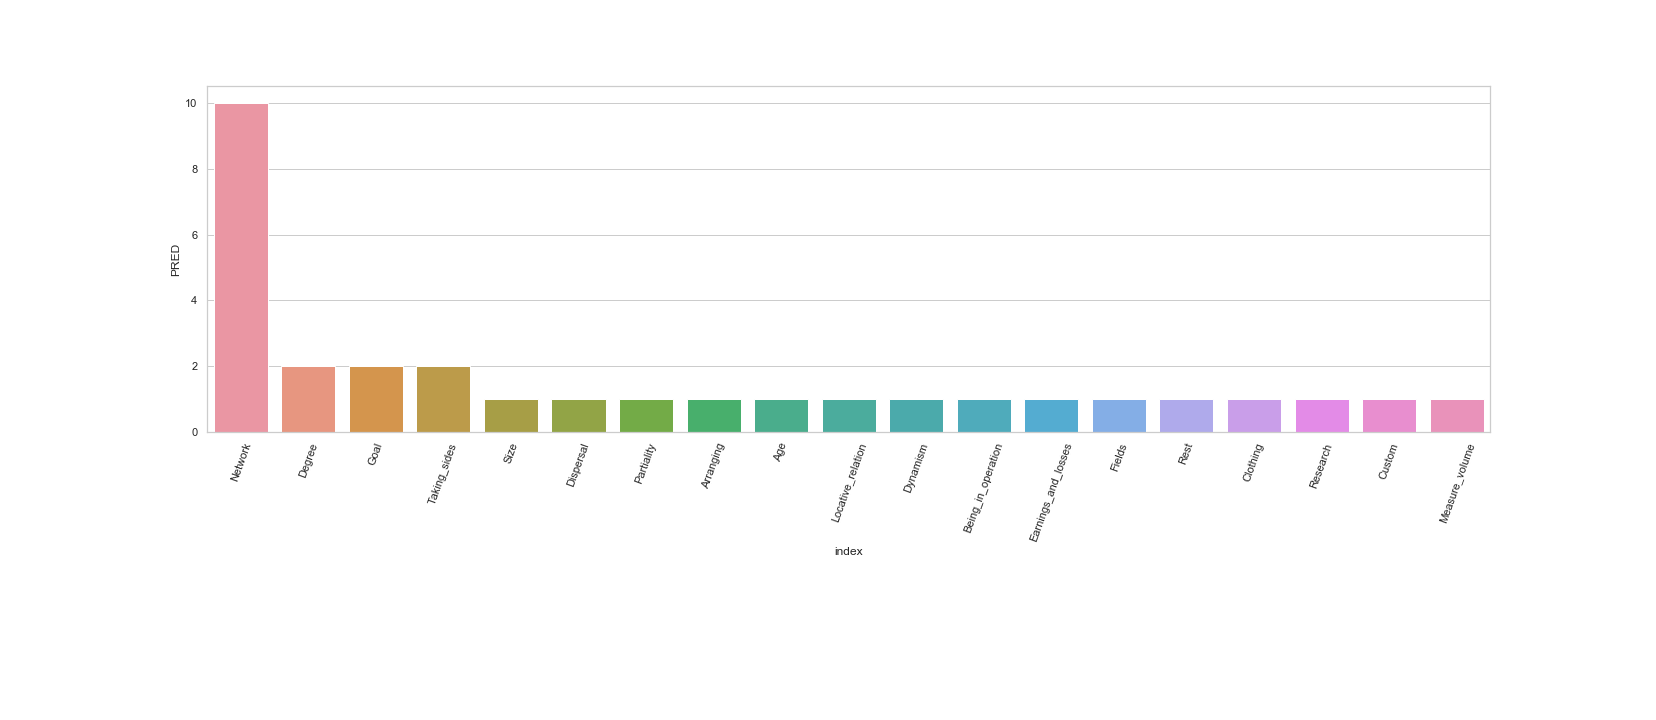 10
8
6
4
2
0
PRED
Network
Degree
Goal
Taking_sides
Size
Dispersal
Partiality
Arranging
Age
Locative_relation
Dynamism
Being_in_operation
Earnings_and_losses
Fields
Rest
Clothing
Research
Custom
Measure_volume
index